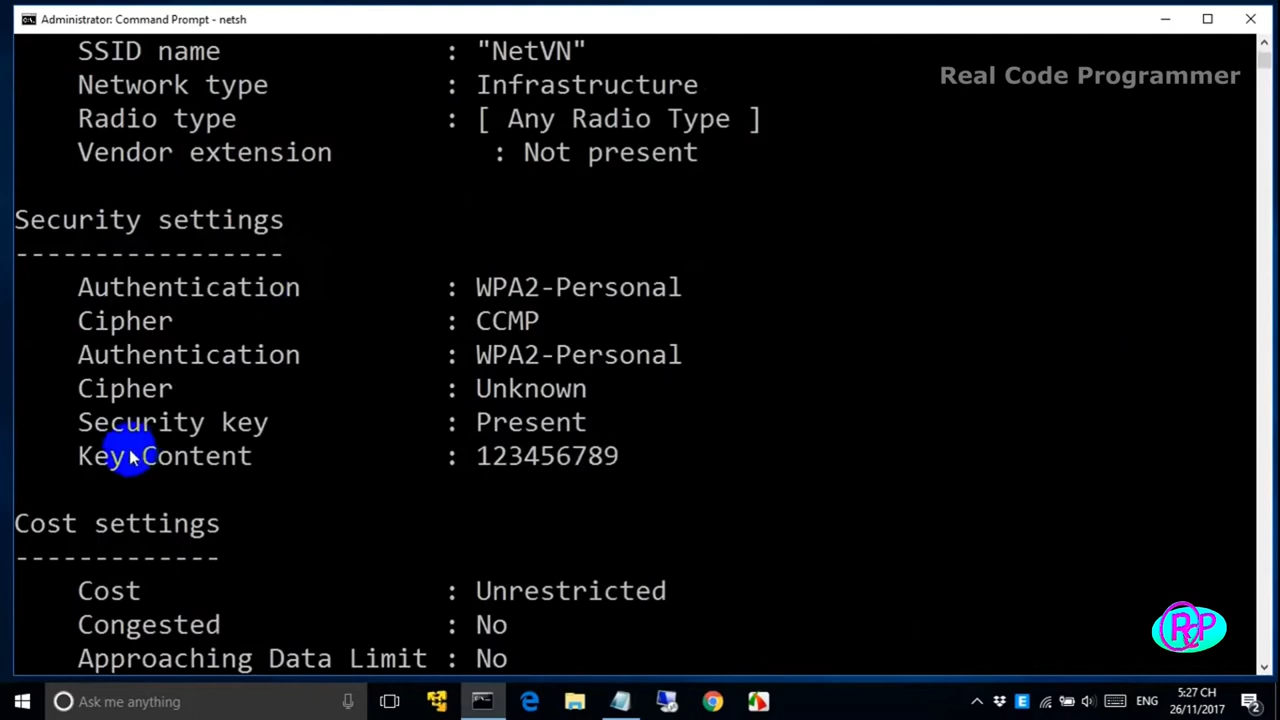 Administrator: Command Prompt - netsh
SSID name : "NetVN"
Network type : Infrastructure
Real Code Programmer
Radio type : [ Any Radio Type ]
Vendor extension : Not present
Security settings
-----------------
Authentication : WPA2-Personal
Cipher : CCMP
Authentication : WPA2-Personal
Cipher : Unknown
Security key : Present
Key Content : 123456789
Cost settings
-------------
Cost : Unrestricted
Congested : No
Approaching Data Limit : No
RCP
Ask me anything
ENG
5:27 CH
26/11/2017
2